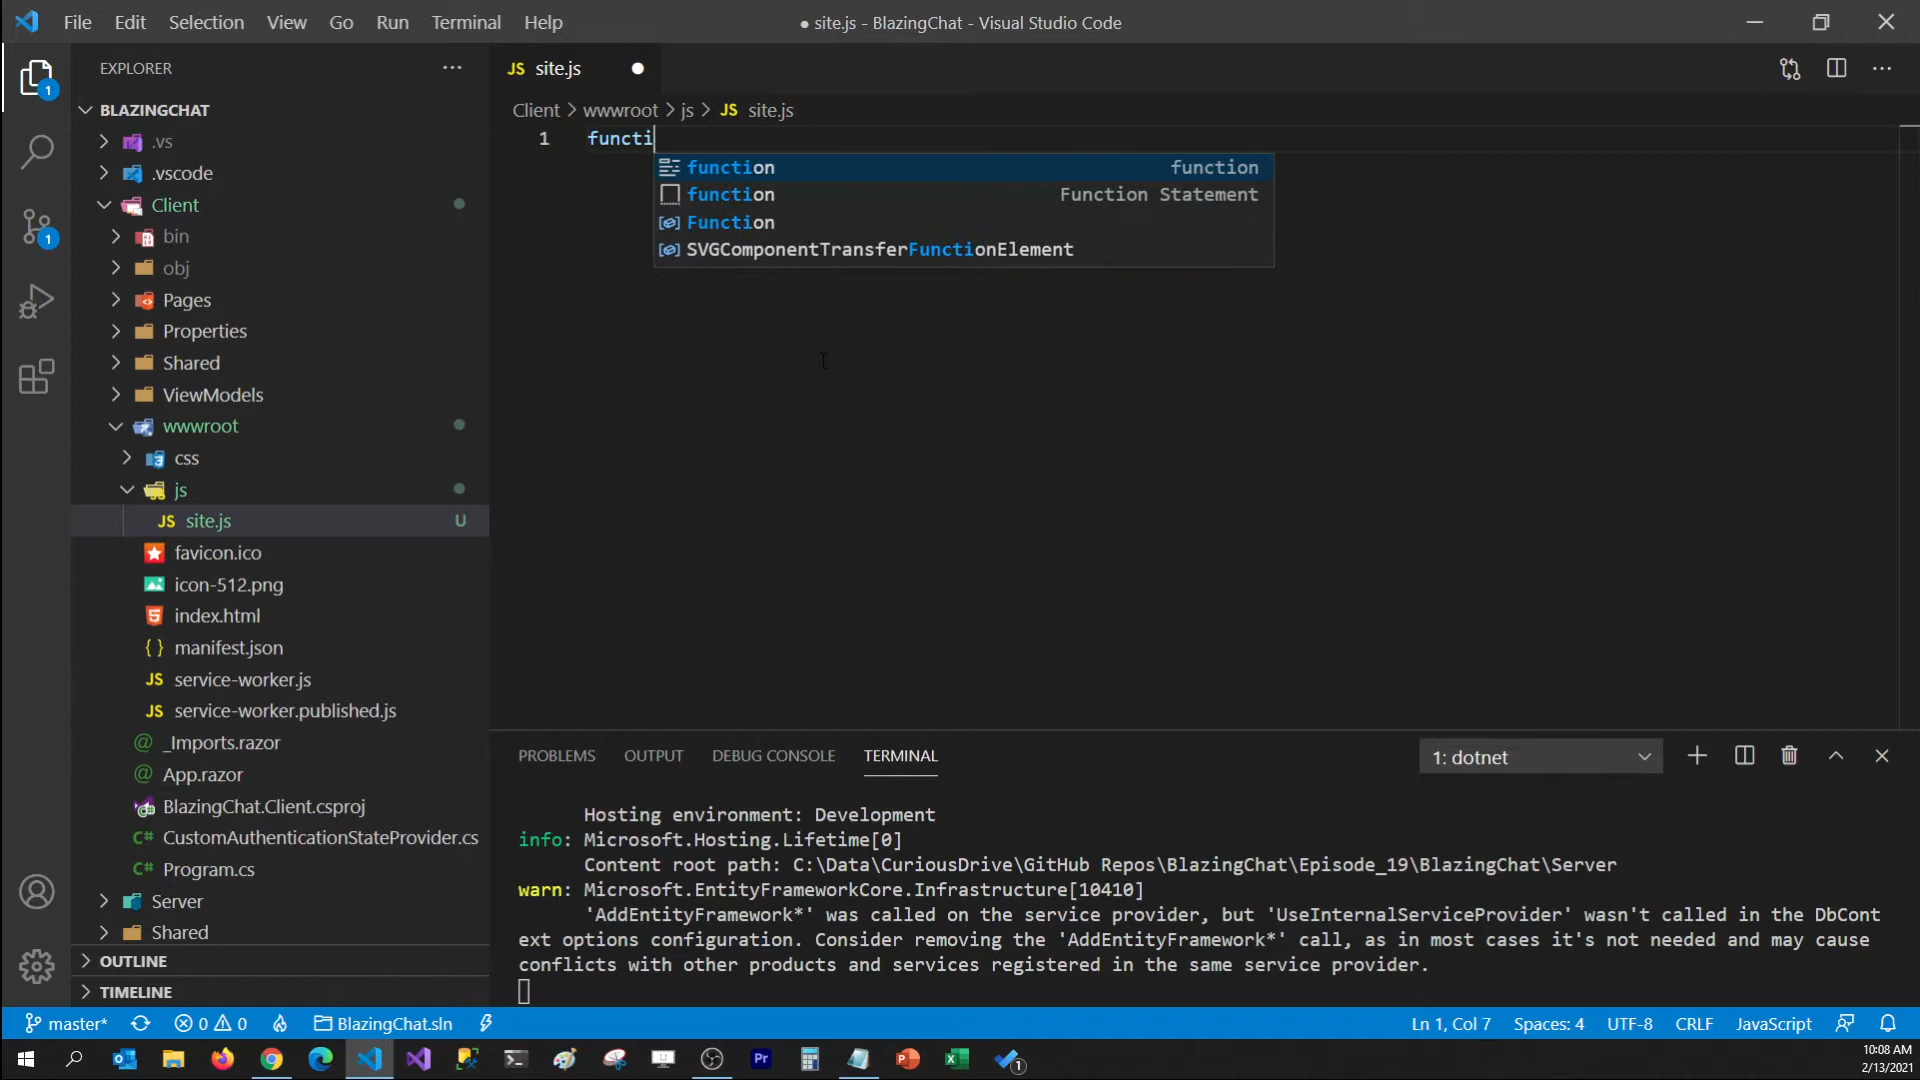 File Edit Selection View Go Run Terminal Help
● site.js - BlazingChat - Visual Studio Code
EXPLORER
JS site.js
BLAZINGCHAT
Client > wwwroot > js > JS site.js
.vs
1 functi
.vscode
function function
Client
function Function Statement
bin
Function
obj
SVGComponentTransferFunctionElement
Pages
Properties
Shared
ViewModels
wwwroot
css
js
JS site.js U
favicon.ico
icon-512.png
index.html
{ } manifest.json
JS service-worker.js
JS service-worker.published.js
@ _Imports.razor
@ App.razor
BlazingChat.Client.csproj
C# CustomAuthenticationStateProvider.cs
C# Program.cs
Server
Shared
OUTLINE
TIMELINE
1
1
PROBLEMS OUTPUT DEBUG CONSOLE TERMINAL
1: dotnet
Hosting environment: Development
info: Microsoft.Hosting.Lifetime[0]
Content root path: C:\Data\CuriousDrive\GitHub Repos\BlazingChat\Episode_19\BlazingChat\Server
warn: Microsoft.EntityFrameworkCore.Infrastructure[10410]
'AddEntityFramework*' was called on the service provider, but 'UseInternalServiceProvider' wasn't called in the DbCont
ext options configuration. Consider removing the 'AddEntityFramework*' call, as in most cases it's not needed and may cause
conflicts with other products and services registered in the same service provider.
master* 0 0 BlazingChat.sln
Ln 1, Col 7 Spaces: 4 UTF-8 CRLF JavaScript
Pr
1
10:08 AM
2/13/2021